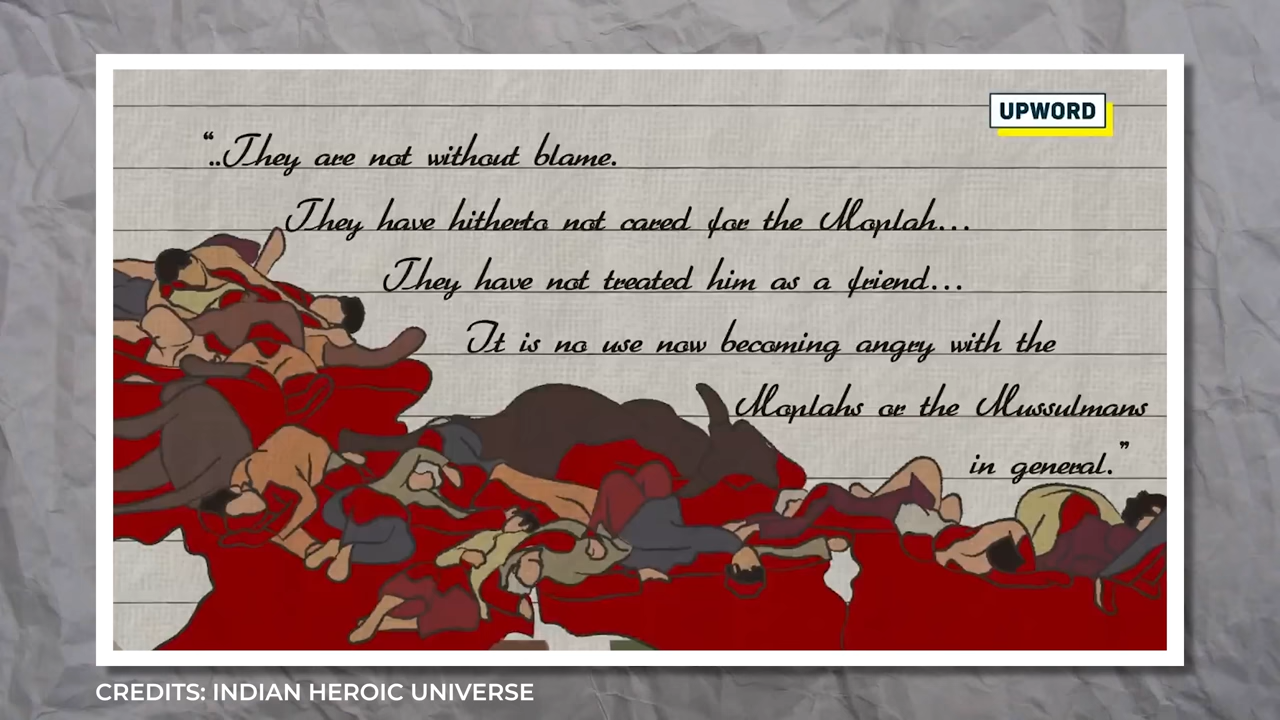 UPWORD
“..They are not without blame.
They have hitherto not cared for the Moplah...
They have not treated him as a friend...
It is no use now becoming angry with the
Moplahs or the Mussulmans
in general.”
CREDITS: INDIAN HEROIC UNIVERSE